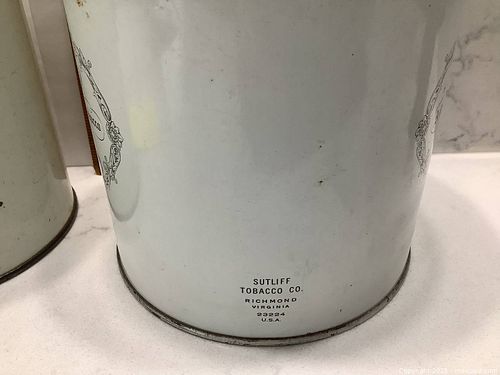 SUTLIFF
TOBACCO CO.
RICHMOND
VIRGINIA
23224
U.S.A.